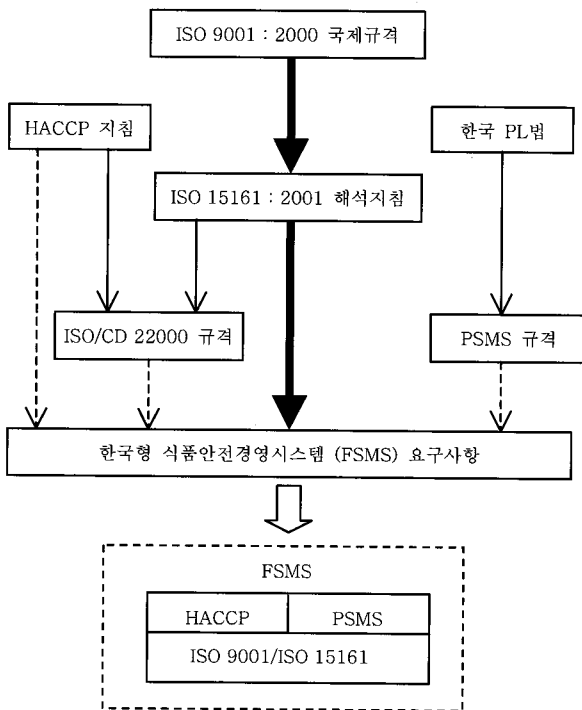 ISO 9001 : 2000 국제규격
HACCP 지침
한국 PL법
ISO 15161 : 2001 해석지침
ISO/CD 22000 규격
PSMS 규격
한국형 식품안전경영시스템 (FSMS) 요구사항
FSMS
HACCP
PSMS
ISO 9001/ISO 15161